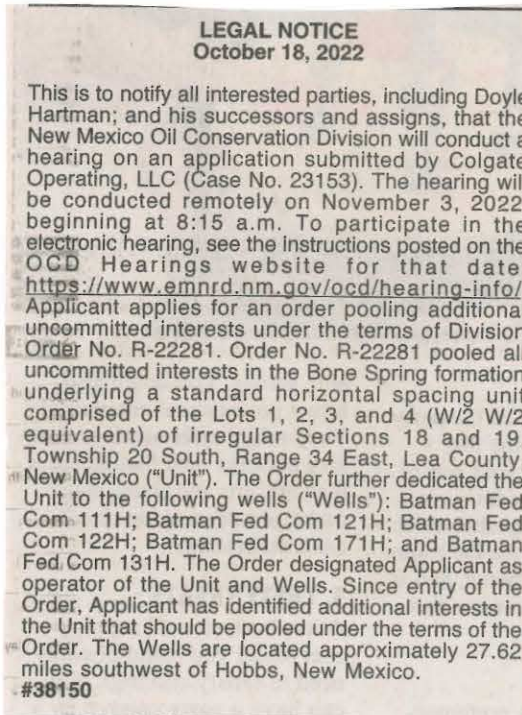 LEGAL NOTICE
October 18, 2022
This is to notify all interested parties, including Doyle
Hartman; and his successors and assigns, that the
New Mexico Oil Conservation Division will conduct a
hearing on an application submitted by Colgate
Operating, LLC (Case No. 23153). The hearing wil
be conducted remotely on November 3, 2022
beginning at 8:15 a.m. To participate in the
electronic hearing, see the instructions posted on the
OCD Hearings website for that date
https://www.emnrd.nm.gov/ocd/hearing-info/
Applicant applies for an order pooling additiona
uncommitted interests under the terms of Division
Order No. R-22281. Order No. R-22281 pooled al
uncommitted interests in the Bone Spring formation
underlying a standard horizontal spacing unit
comprised of the Lots 1, 2, 3, and 4 (W/2 W/2
equivalent) of irregular Sections 18 and 19
Township 20 South, Range 34 East, Lea County
New Mexico ("Unit"). The Order further dedicated the
Unit to the following wells ("Wells"): Batman Fed
Com 111H; Batman Fed Com 121H; Batman Fed
Com 122H; Batman Fed Com 171H; and Batman
Fed Com 131H. The Order designated Applicant as
operator of the Unit and Wells. Since entry of the
Order, Applicant has identified additional interests in
the Unit that should be pooled under the terms of the
Order. The Wells are located approximately 27.62
miles southwest of Hobbs, New Mexico.
#38150